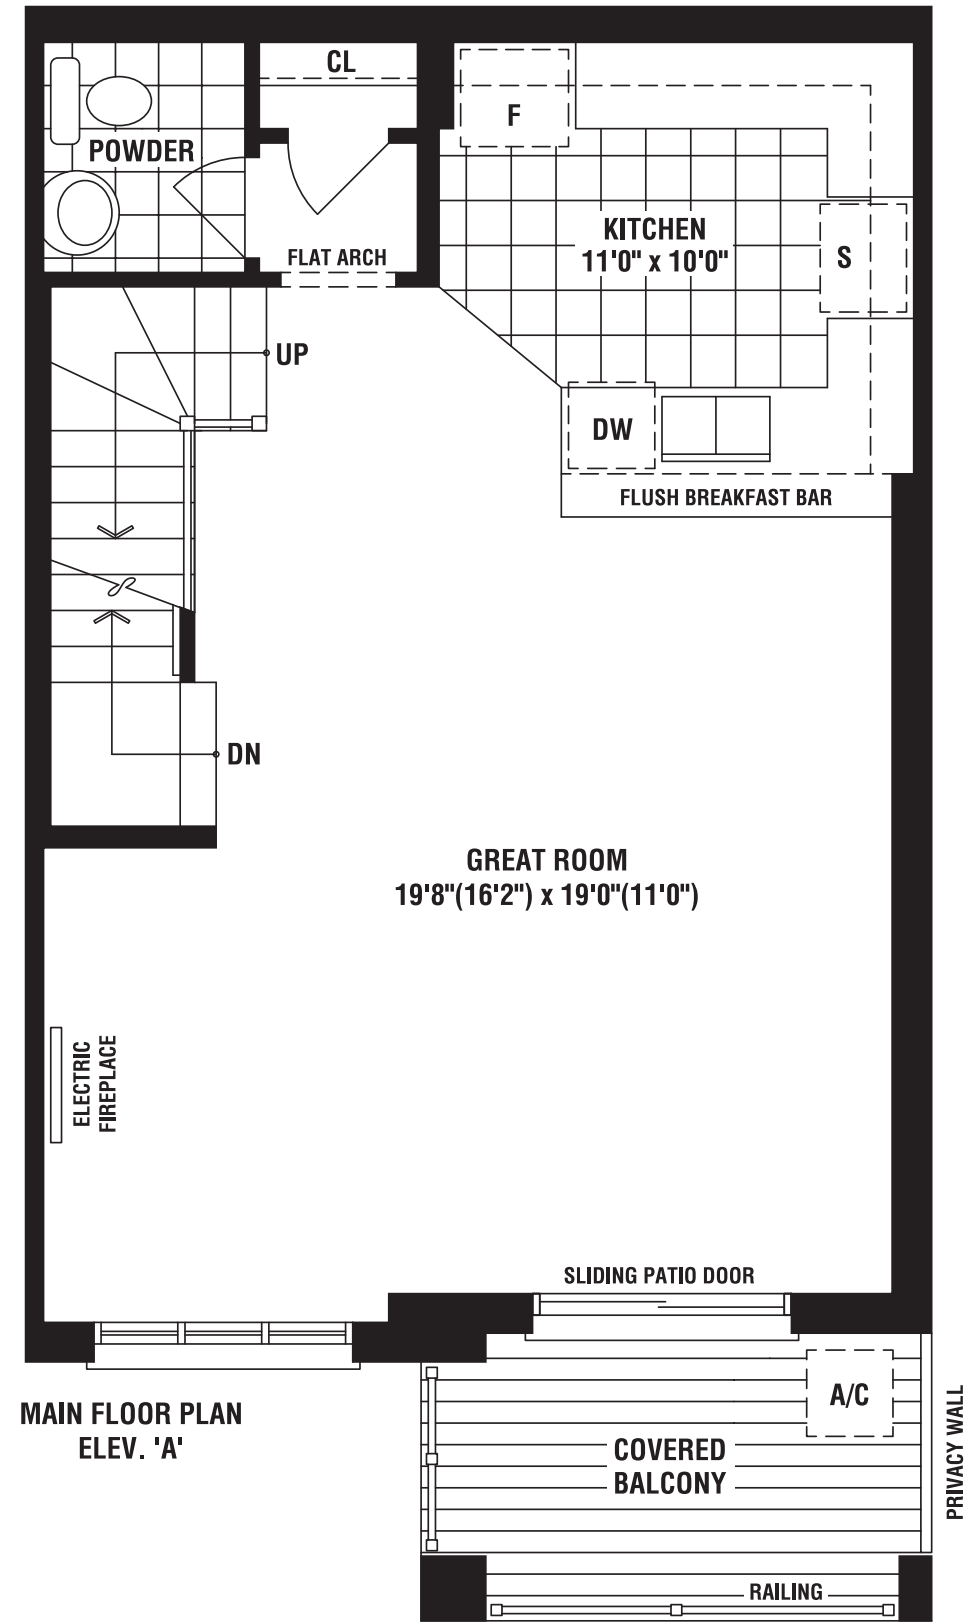 CL
F
POWDER
KITCHEN
11'0" x 10'0"
S
FLAT ARCH
UP
DW
FLUSH BREAKFAST BAR
DN
GREAT ROOM
19'8"(16'2") x 19'0"(11'0")
ELECTRIC
FIREPLACE
SLIDING PATIO DOOR
MAIN FLOOR PLAN
ELEV. 'A'
A/C
COVERED
BALCONY
PRIVACY WALL
RAILING